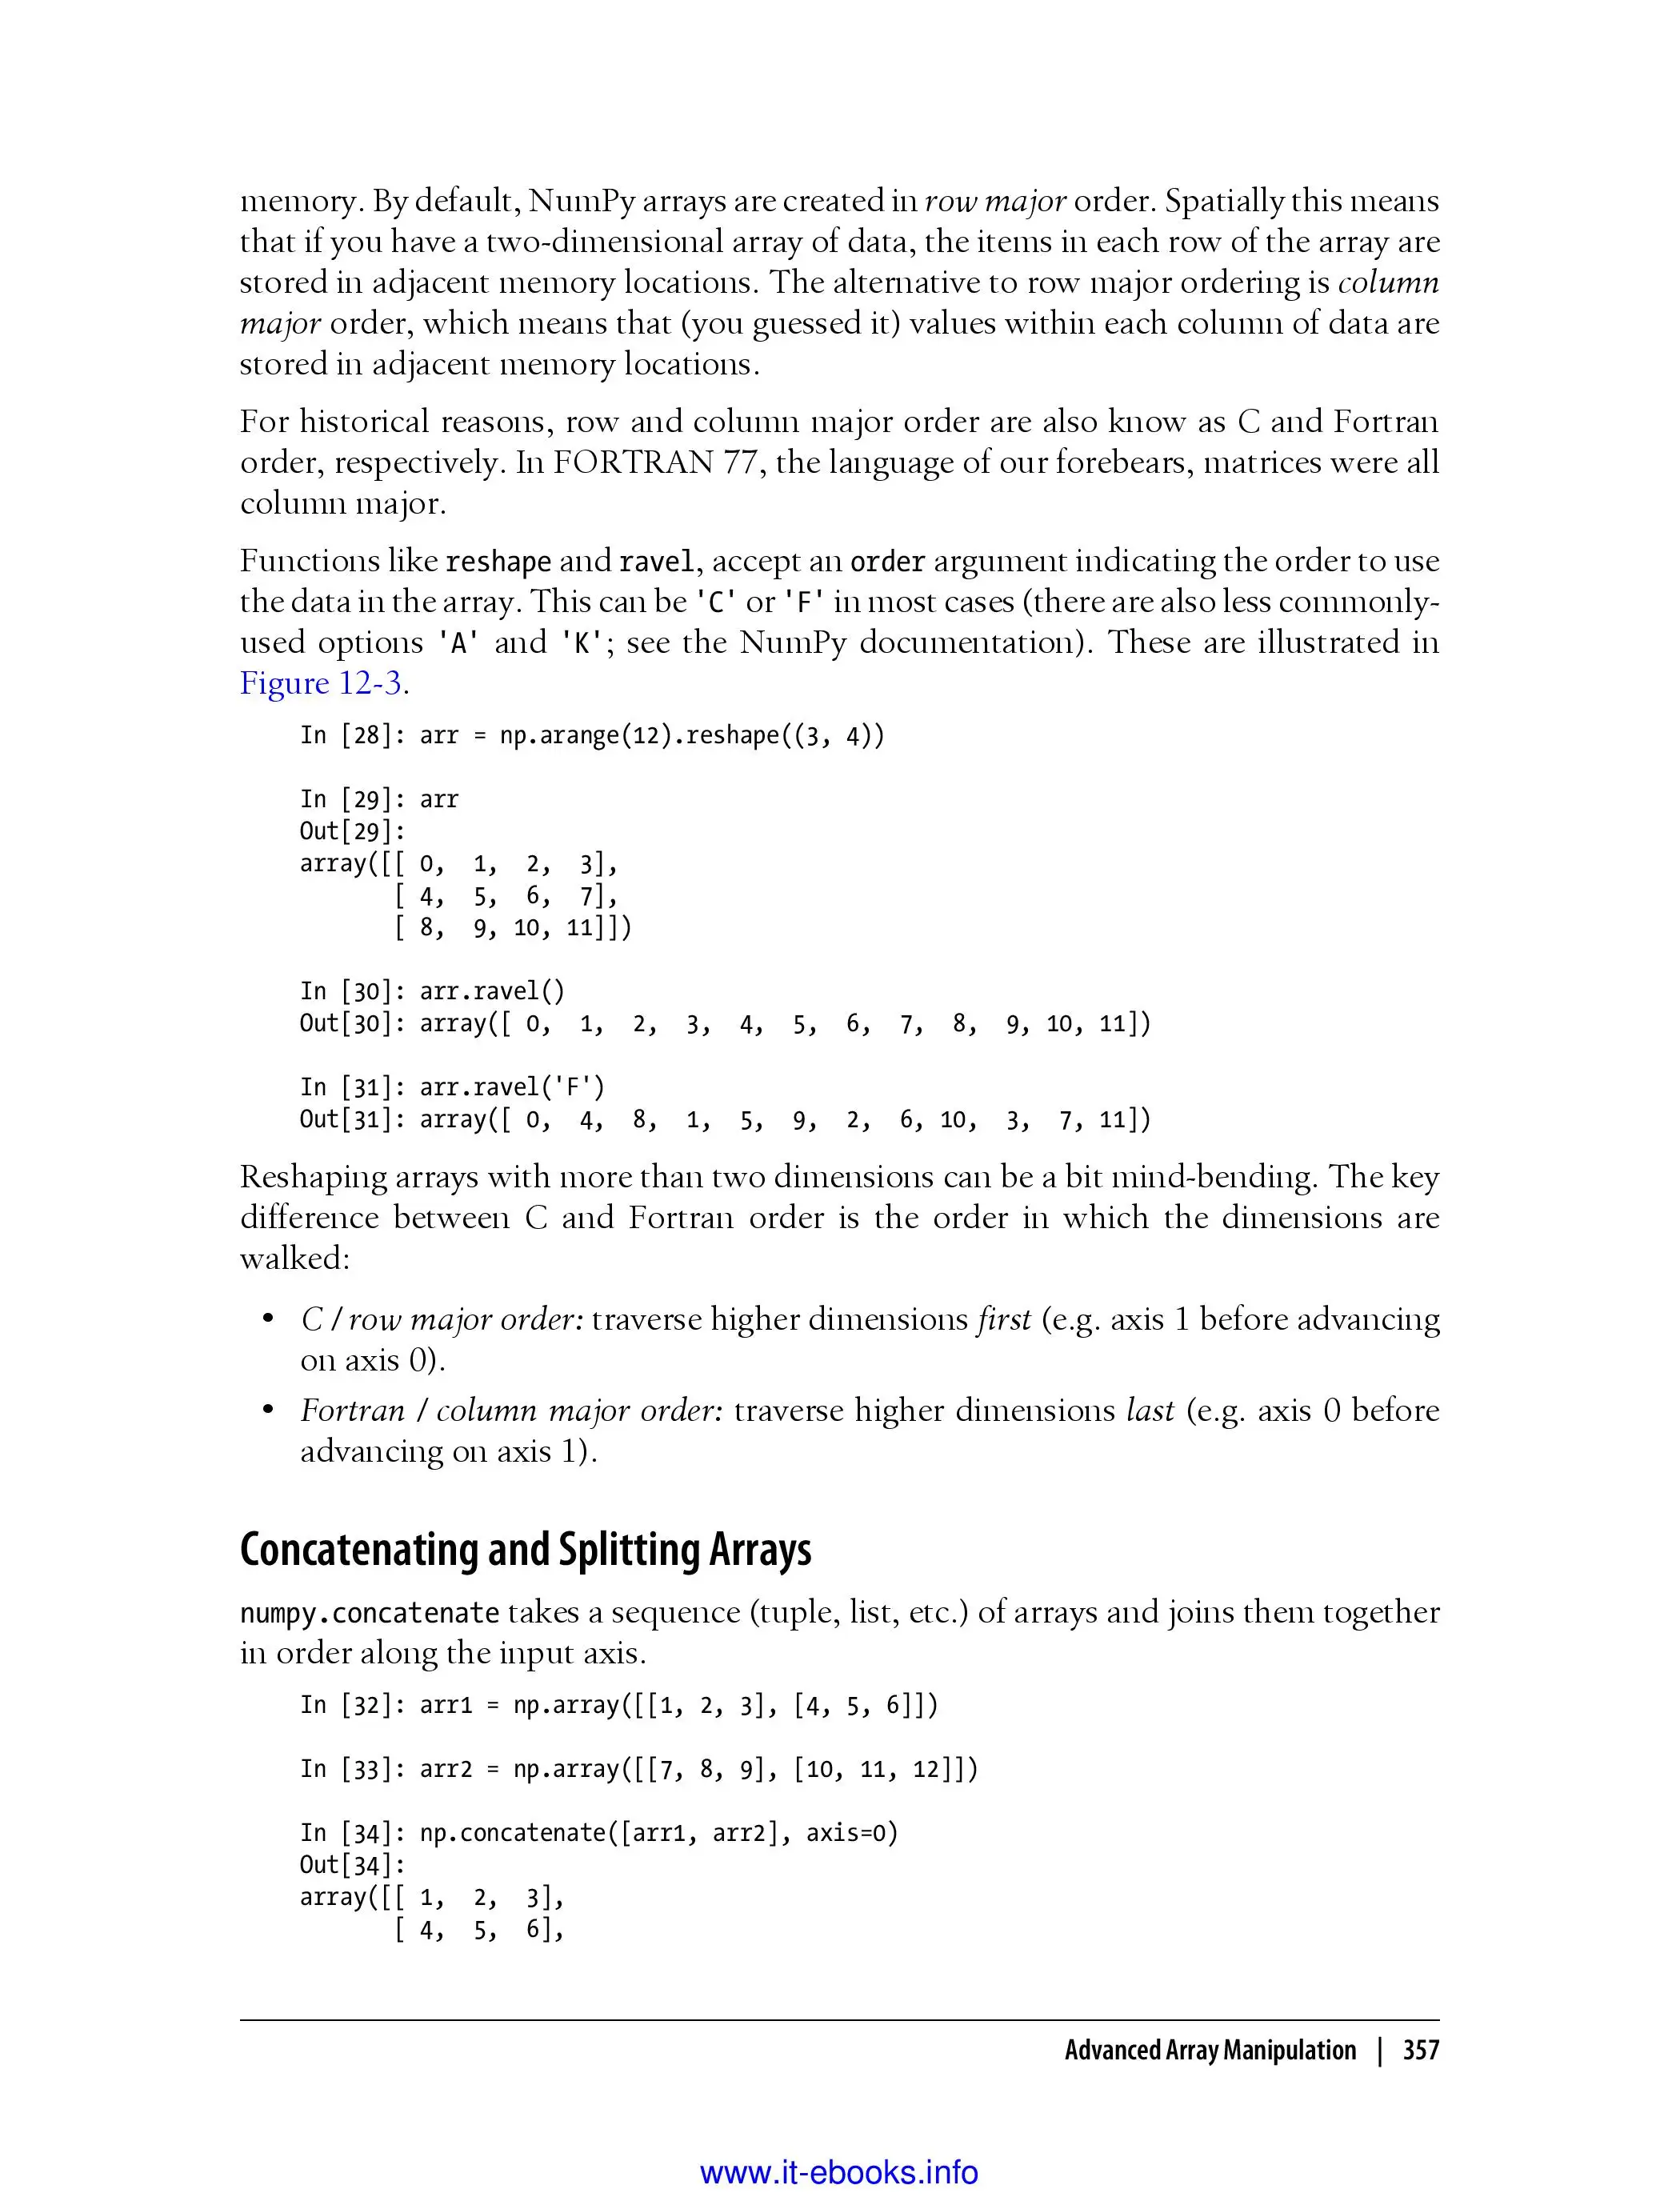 memory. By default, NumPy arrays are created in row major order. Spatially this means
that if you have a two-dimensional array of data, the items in each row of the array are
stored in adjacent memory locations. The alternative to row major ordering is column
major order, which means that (you guessed it) values within each column of data are
stored in adjacent memory locations.
For historical reasons, row and column major order are also know as C and Fortran
order, respectively. In FORTRAN 77, the language of our forebears, matrices were all
column major.
Functions like reshape and ravel, accept an order argument indicating the order to use
the data in the array. This can be 'C' or 'F' in most cases (there are also less commonly-
used options 'A' and 'K'; see the NumPy documentation). These are illustrated in
Figure 12-3.
In [28]: arr = np.arange(12).reshape((3, 4))
In [29]: arr
Out[29]:
array([[ 0,  1,  2,  3],
       [ 4,  5,  6,  7],
       [ 8,  9, 10, 11]])
In [30]: arr.ravel()
Out[30]: array([ 0,  1,  2,  3,  4,  5,  6,  7,  8,  9, 10, 11])
In [31]: arr.ravel('F')
Out[31]: array([ 0,  4,  8,  1,  5,  9,  2,  6, 10,  3,  7, 11])
Reshaping arrays with more than two dimensions can be a bit mind-bending. The key
difference between C and Fortran order is the order in which the dimensions are
walked:
• C / row major order: traverse higher dimensions first (e.g. axis 1 before advancing
on axis 0).
• Fortran / column major order: traverse higher dimensions last (e.g. axis 0 before
advancing on axis 1).
Concatenating and Splitting Arrays
numpy.concatenate takes a sequence (tuple, list, etc.) of arrays and joins them together
in order along the input axis.
In [32]: arr1 = np.array([[1, 2, 3], [4, 5, 6]])
In [33]: arr2 = np.array([[7, 8, 9], [10, 11, 12]])
In [34]: np.concatenate([arr1, arr2], axis=0)
Out[34]:
array([[ 1,  2,  3],
       [ 4,  5,  6],
Advanced Array Manipulation | 357
www.it-ebooks.info